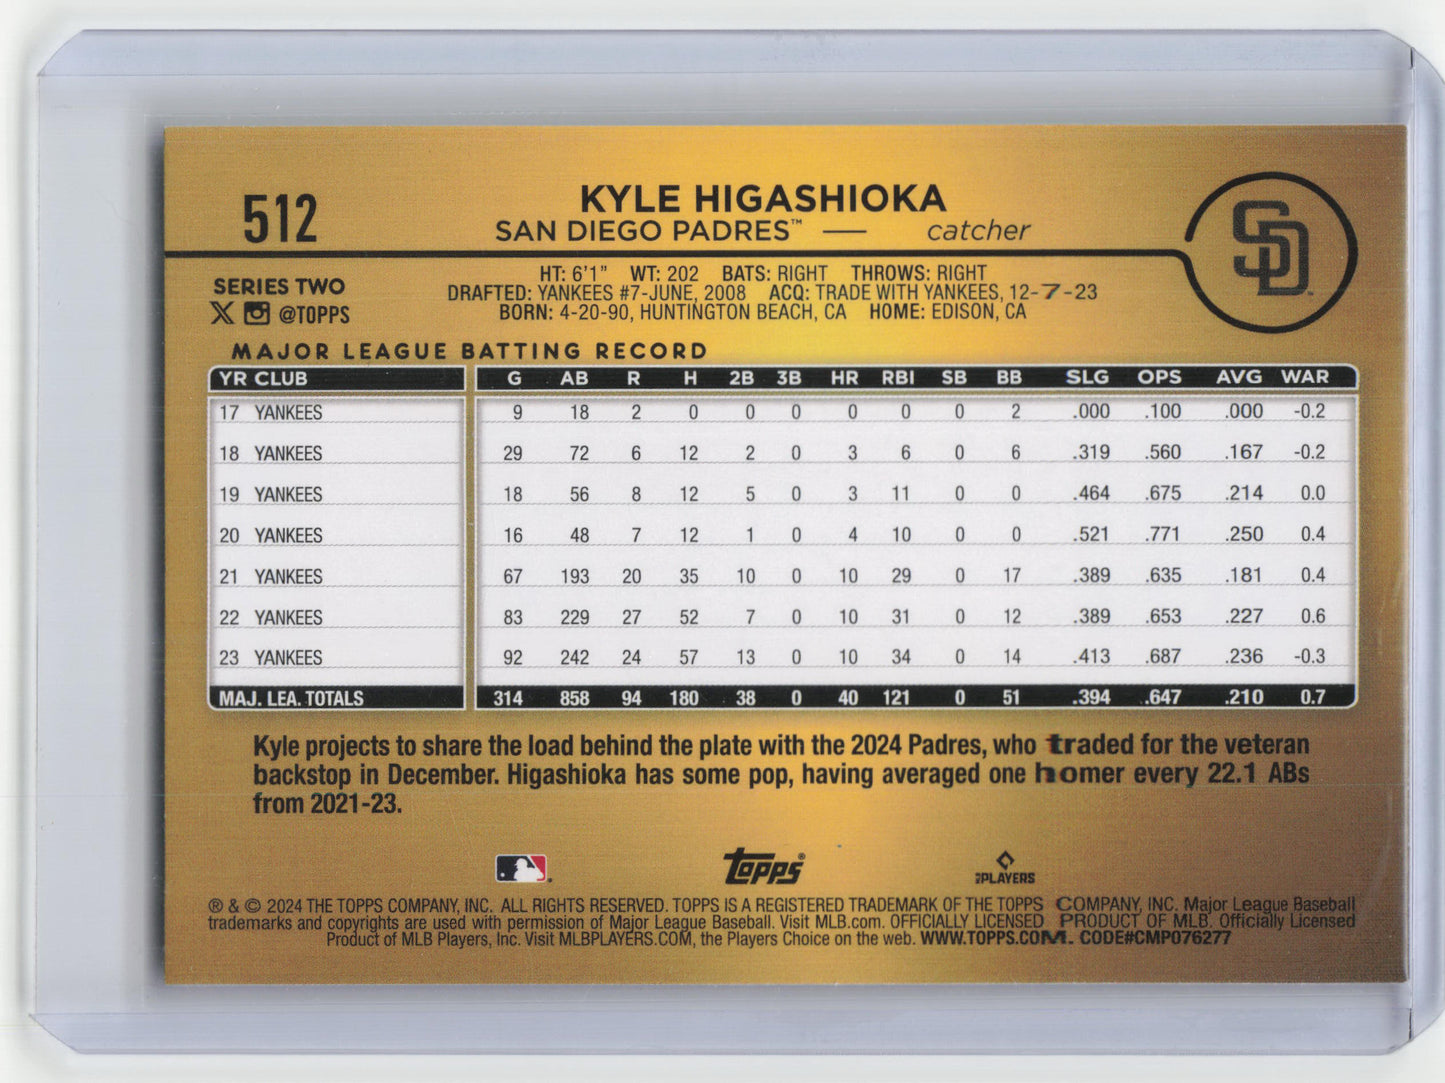 512
KYLE HIGASHIOKA
SAN DIEGO PADRES™ — catcher
SD
SERIES TWO
@TOPPS
HT: 6'1" WT: 202 BATS: RIGHT THROWS: RIGHT
DRAFTED: YANKEES #7-JUNE, 2008 ACQ: TRADE WITH YANKEES, 12-7-23
BORN: 4-20-90, HUNTINGTON BEACH, CA HOME: EDISON, CA
MAJOR LEAGUE BATTING RECORD
YR CLUB G AB R H 2B 3B HR RBI SB BB SLG OPS AVG WAR
17 YANKEES 9 18 2 0 0 0 0 0 0 2 .000 .100 .000 -0.2
18 YANKEES 29 72 6 12 2 0 3 6 0 6 .319 .560 .167 -0.2
19 YANKEES 18 56 8 12 5 0 3 11 0 0 .464 .675 .214 0.0
20 YANKEES 16 48 7 12 1 0 4 10 0 0 .521 .771 .250 0.4
21 YANKEES 67 193 20 35 10 0 10 29 0 17 .389 .635 .181 0.4
22 YANKEES 83 229 27 52 7 0 10 31 0 12 .389 .653 .227 0.6
23 YANKEES 92 242 24 57 13 0 10 34 0 14 .413 .687 .236 -0.3
MAJ. LEA. TOTALS 314 858 94 180 38 0 40 121 0 51 .394 .647 .210 0.7
Kyle projects to share the load behind the plate with the 2024 Padres, who traded for the veteran
backstop in December. Higashioka has some pop, having averaged one homer every 22.1 ABs
from 2021-23.
Topps®
PLAYERS
® & © 2024 THE TOPPS COMPANY, INC. ALL RIGHTS RESERVED. TOPPS IS A REGISTERED TRADEMARK OF THE TOPPS COMPANY, INC. Major League Baseball
trademarks and copyrights are used with permission of Major League Baseball. Visit MLB.com. OFFICIALLY LICENSED PRODUCT OF MLB. Officially Licensed
Product of MLB Players, Inc. Visit MLBPLAYERS.COM, the Players Choice on the web. WWW.TOPPS.COM. CODE#CMP076277